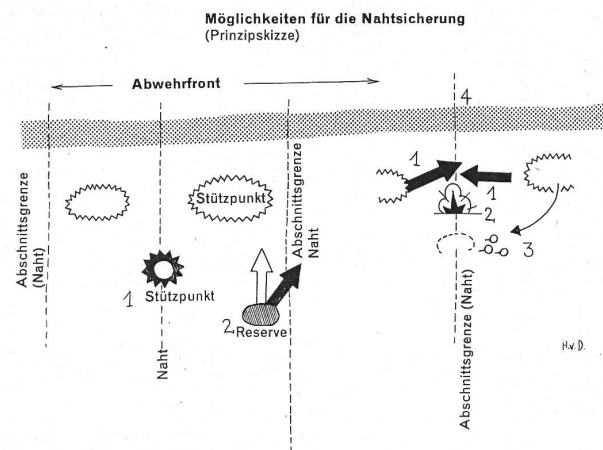 Möglichkeiten für die Nahtsicherung
(Prinzipskizze)
Abwehrfront
4
1
1
2
3
Abschnittsgrenze
(Naht)
Stützpunkt
Abschnittsgrenze
Naht
1 Stützpunkt
2 Reserve
Naht
Abschnittsgrenze (Naht)
H.v.D.